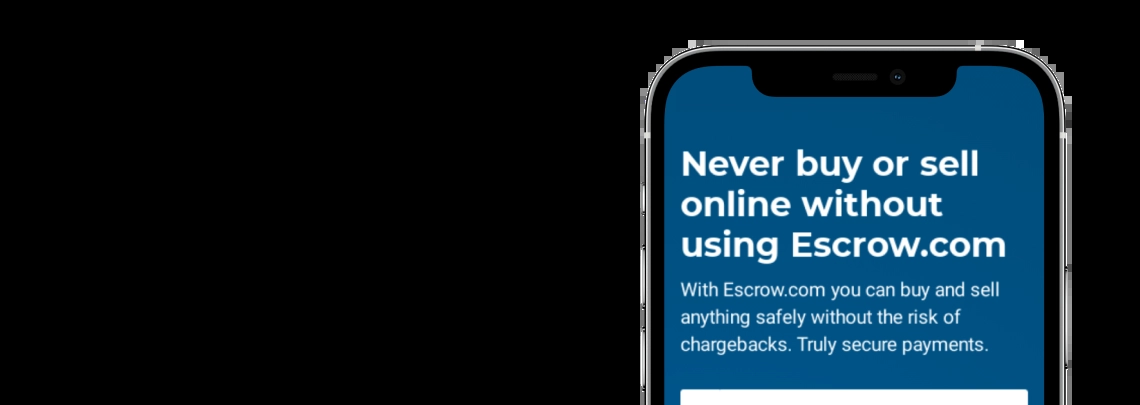 Never buy or sell
online without
using Escrow.com
With Escrow.com you can buy and sell
anything safely without the risk of
chargebacks. Truly secure payments.